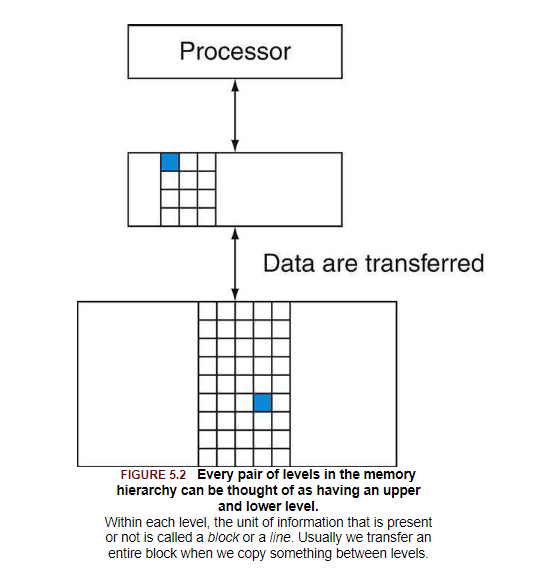 Processor
Data are transferred
FIGURE 5.2 Every pair of levels in the memory
hierarchy can be thought of as having an upper
and lower level.
Within each level, the unit of information that is present
or not is called a block or a line. Usually we transfer an
entire block when we copy something between levels.